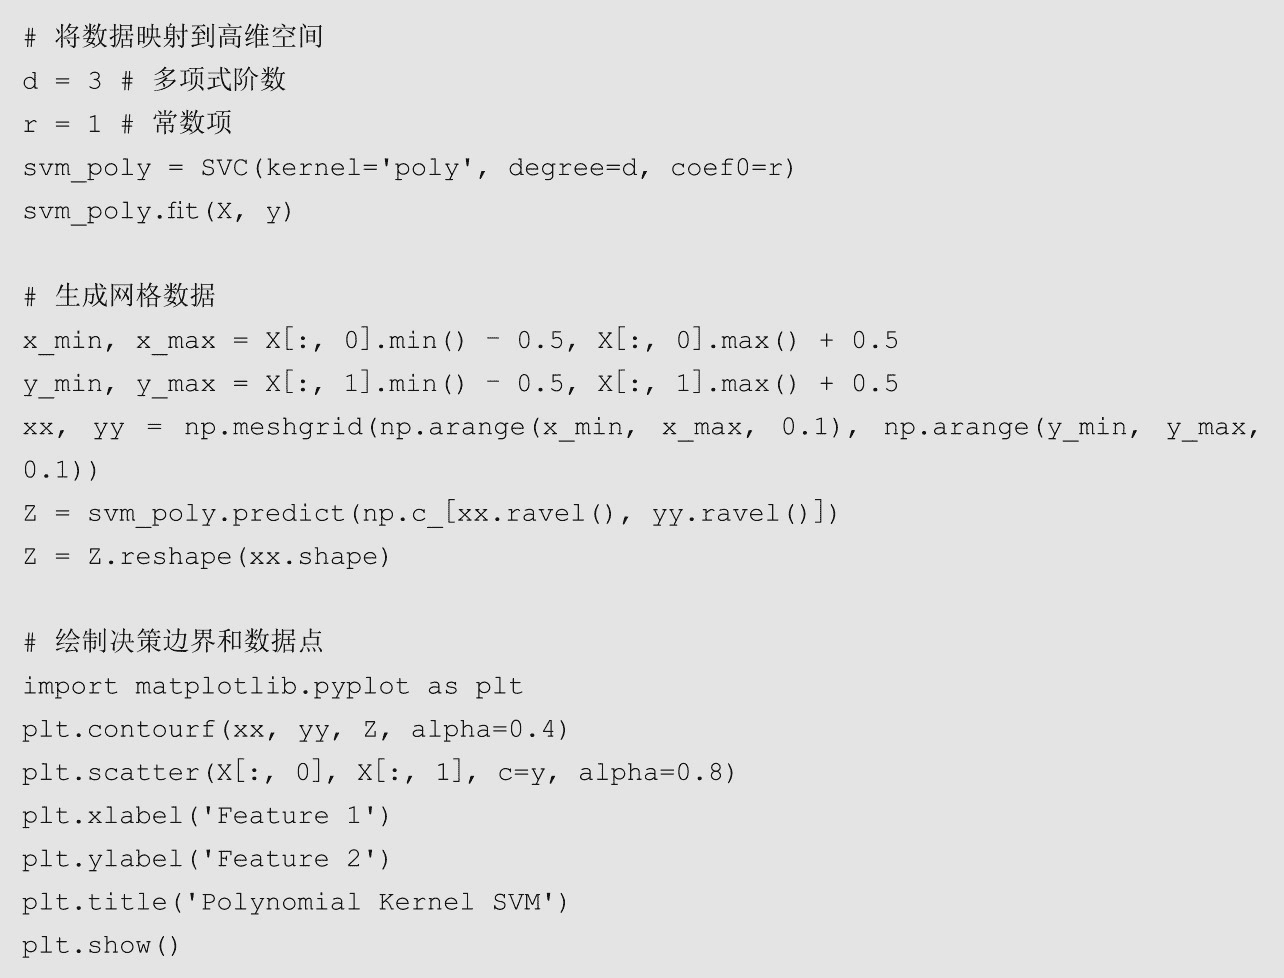 # 将数据映射到高维空间
d = 3 # 多项式阶数
r = 1 # 常数项
svm_poly = SVC(kernel='poly', degree=d, coef0=r)
svm_poly.fit(X, y)
# 生成网格数据
x_min, x_max = X[:, 0].min() - 0.5, X[:, 0].max() + 0.5
y_min, y_max = X[:, 1].min() - 0.5, X[:, 1].max() + 0.5
xx, yy = np.meshgrid(np.arange(x_min, x_max, 0.1), np.arange(y_min, y_max,
0.1))
Z = svm_poly.predict(np.c_[xx.ravel(), yy.ravel()])
Z = Z.reshape(xx.shape)
# 绘制决策边界和数据点
import matplotlib.pyplot as plt
plt.contourf(xx, yy, Z, alpha=0.4)
plt.scatter(X[:, 0], X[:, 1], c=y, alpha=0.8)
plt.xlabel('Feature 1')
plt.ylabel('Feature 2')
plt.title('Polynomial Kernel SVM')
plt.show()